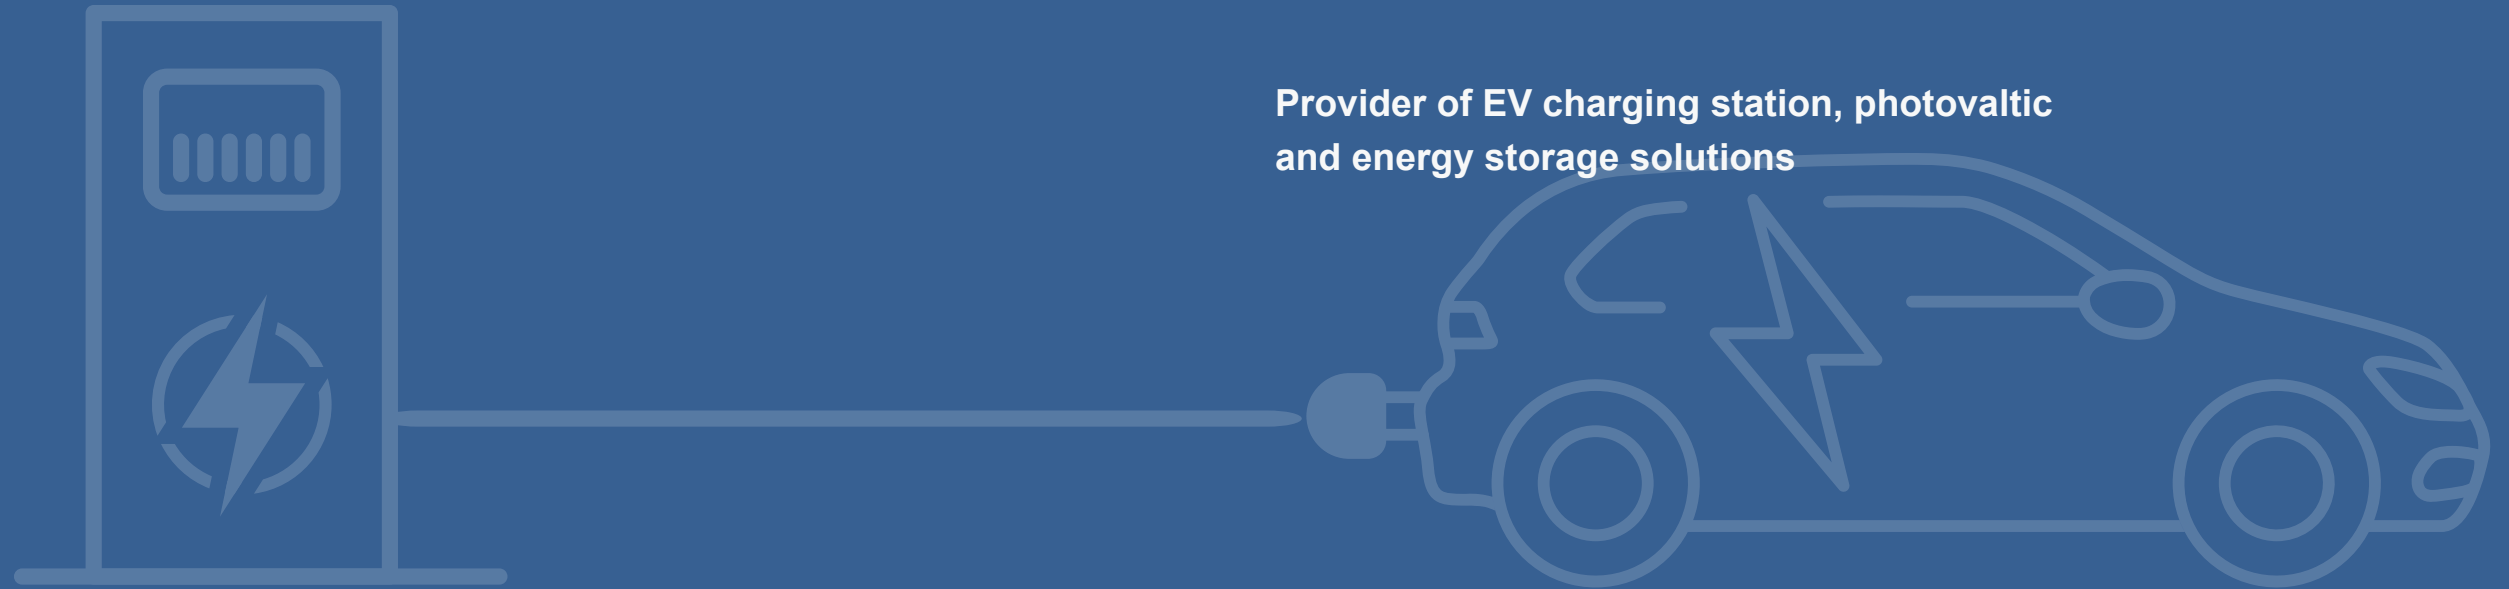 Provider of EV charging station, photovaltic
and energy storage solutions